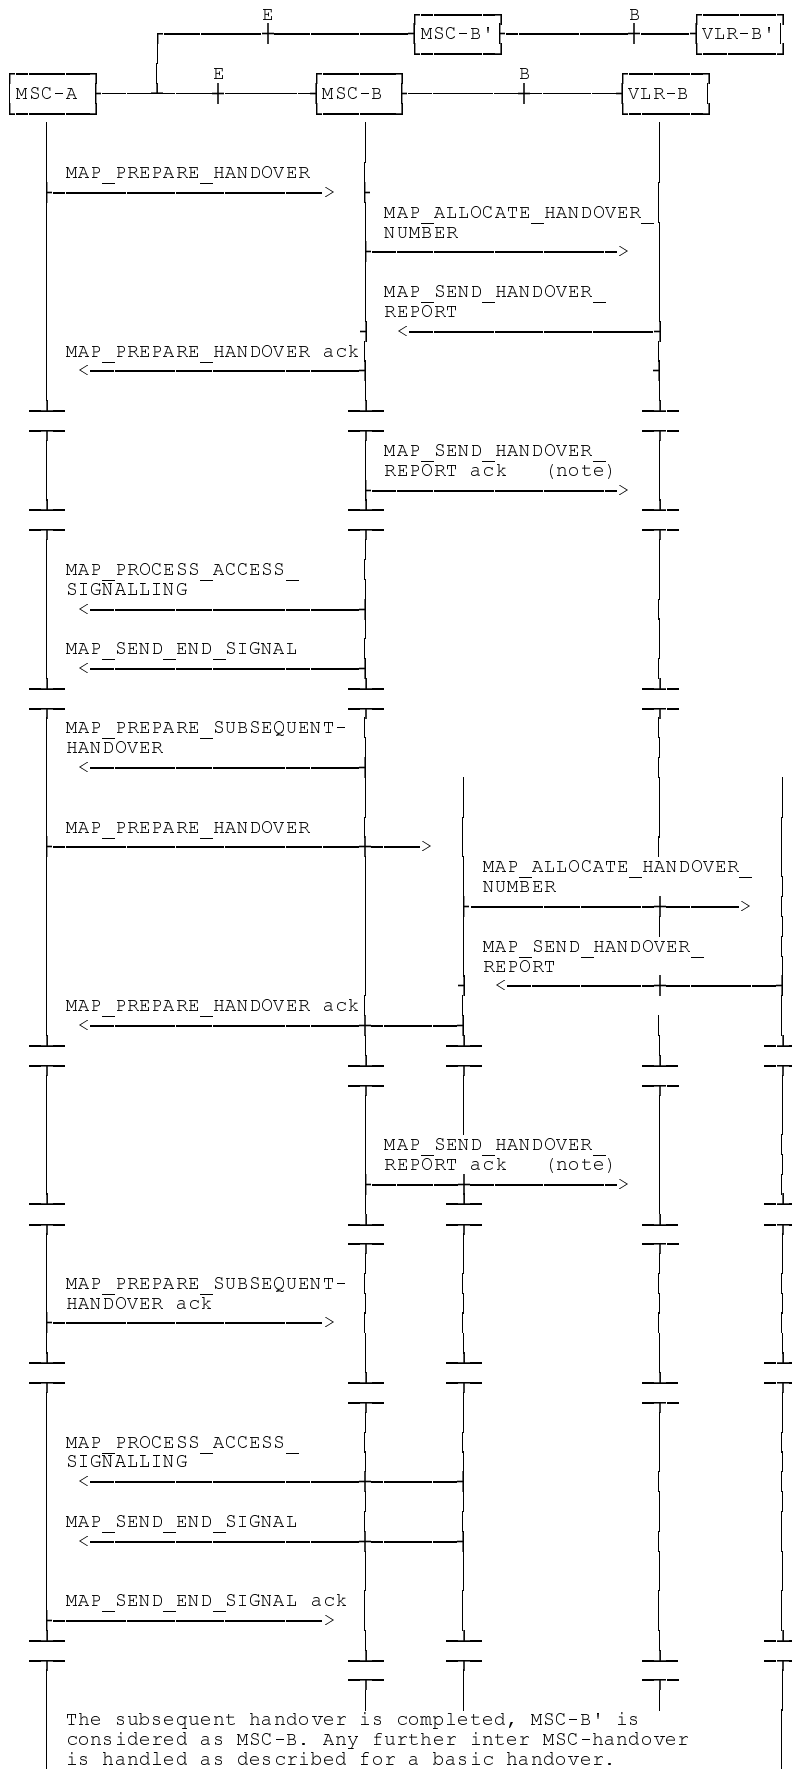 E
B
MSC-B'
VLR-B'
E
B
MSC-A
MSC-B
VLR-B
MAP_PREPARE_HANDOVER
MAP_ALLOCATE_HANDOVER_
NUMBER
MAP_SEND_HANDOVER_
REPORT
MAP_PREPARE_HANDOVER ack
MAP_SEND_HANDOVER_
REPORT ack (note)
MAP_PROCESS_ACCESS_
SIGNALLING
MAP_SEND_END_SIGNAL
MAP_PREPARE_SUBSEQUENT-
HANDOVER
MAP_PREPARE_HANDOVER
MAP_ALLOCATE_HANDOVER_
NUMBER
MAP_SEND_HANDOVER_
REPORT
MAP_PREPARE_HANDOVER ack
MAP_SEND_HANDOVER_
REPORT ack (note)
MAP_PREPARE_SUBSEQUENT-
HANDOVER ack
MAP_PROCESS_ACCESS_
SIGNALLING
MAP_SEND_END_SIGNAL
MAP_SEND_END_SIGNAL ack
The subsequent handover is completed, MSC-B' is
considered as MSC-B. Any further inter MSC-handover
is handled as described for a basic handover.